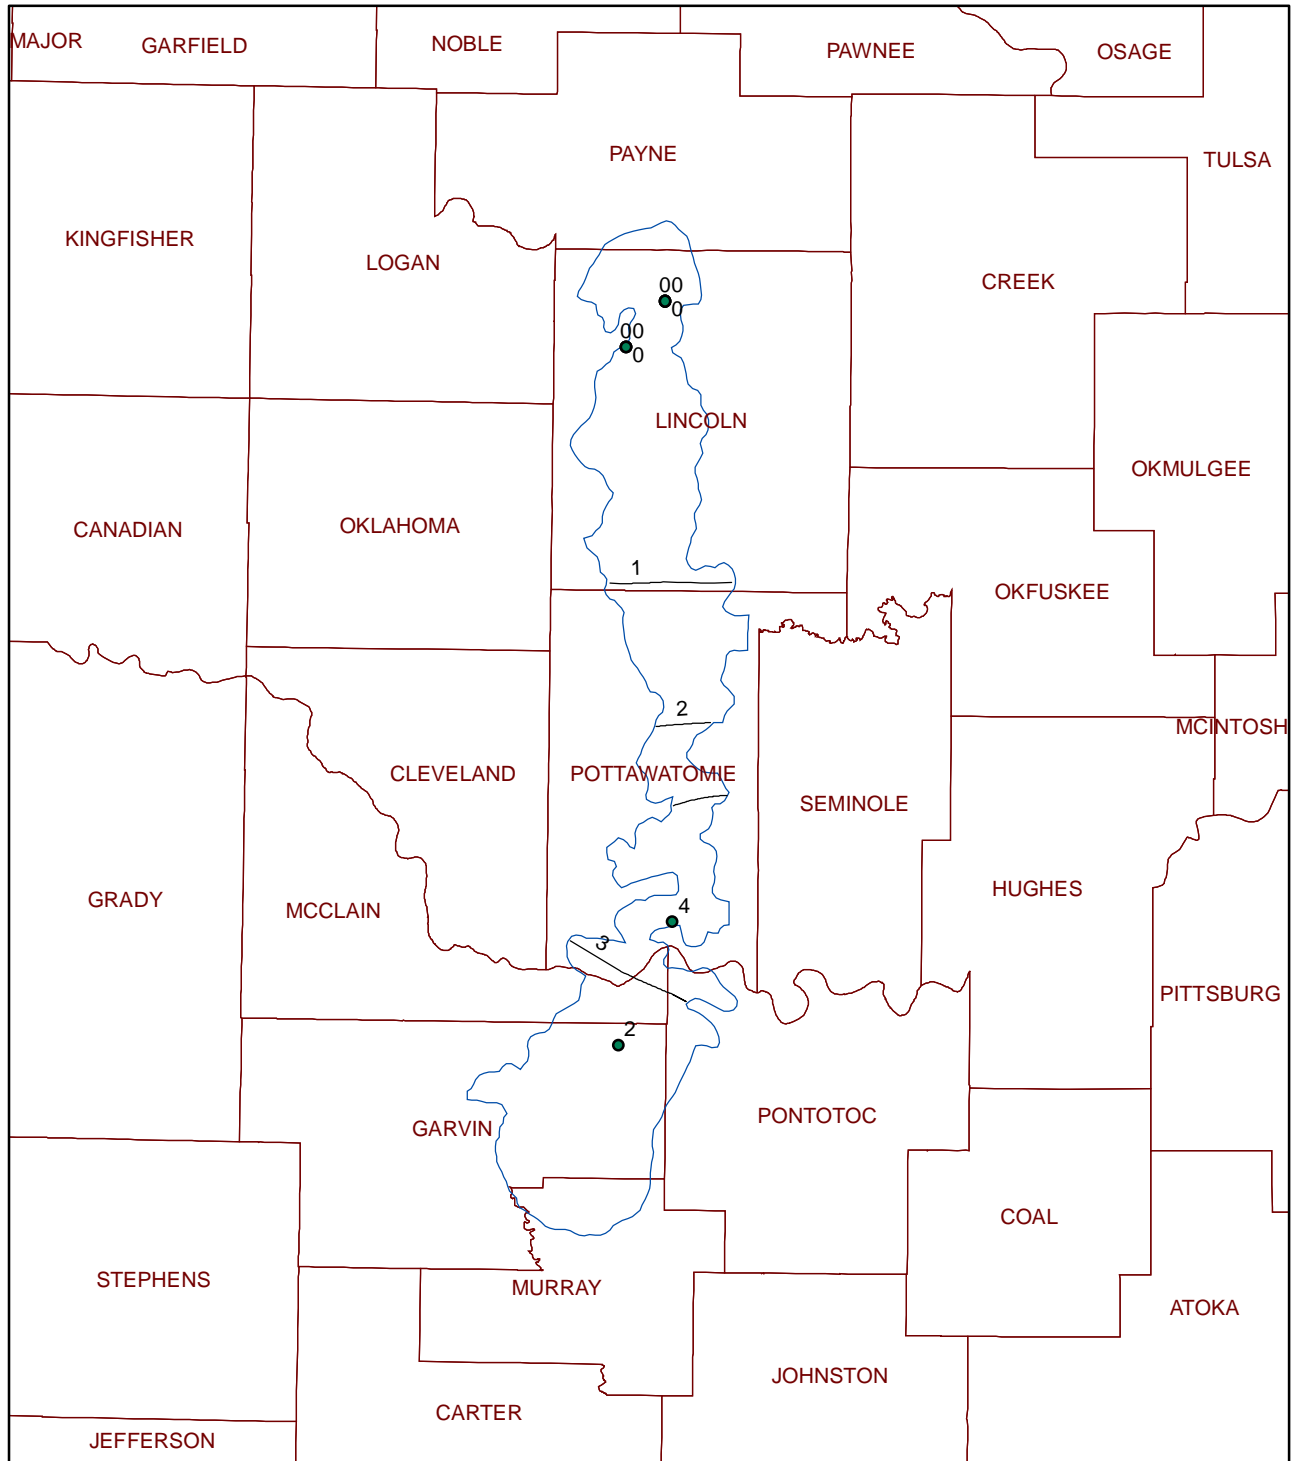 MAJOR
GARFIELD
NOBLE
PAWNEE
OSAGE
PAYNE
TULSA
KINGFISHER
LOGAN
CREEK
00
0
00
0
LINCOLN
OKMULGEE
CANADIAN
OKLAHOMA
1
OKFUSKEE
2
MCINTOSH
CLEVELAND
POTTAWATOMIE
SEMINOLE
GRADY
MCCLAIN
HUGHES
4
3
PITTSBURG
2
GARVIN
PONTOTOC
COAL
STEPHENS
MURRAY
ATOKA
JOHNSTON
CARTER
JEFFERSON